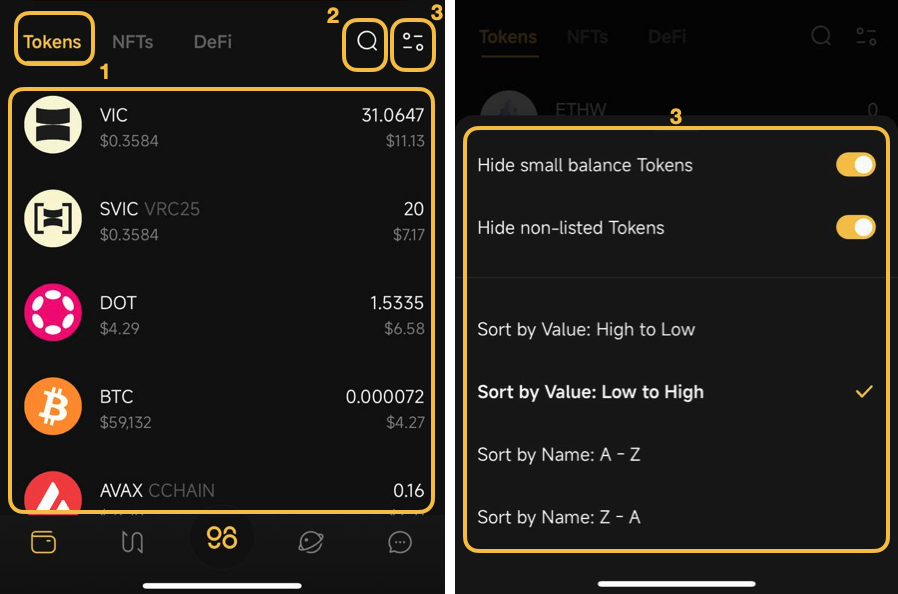 Tokens
NFTs
DeFi
2
3
1
VIC
31.0647
$0.3584
$11.13
SVIC VRC25
20
$0.3584
$7.17
DOT
1.5335
$4.29
$6.58
BTC
0.000072
$59,132
$4.27
AVAX CCHAIN
0.16
Tokens
NFTs
DeFi
ETHW
0
3
Hide small balance Tokens
Hide non-listed Tokens
Sort by Value: High to Low
Sort by Value: Low to High
Sort by Name: A - Z
Sort by Name: Z - A